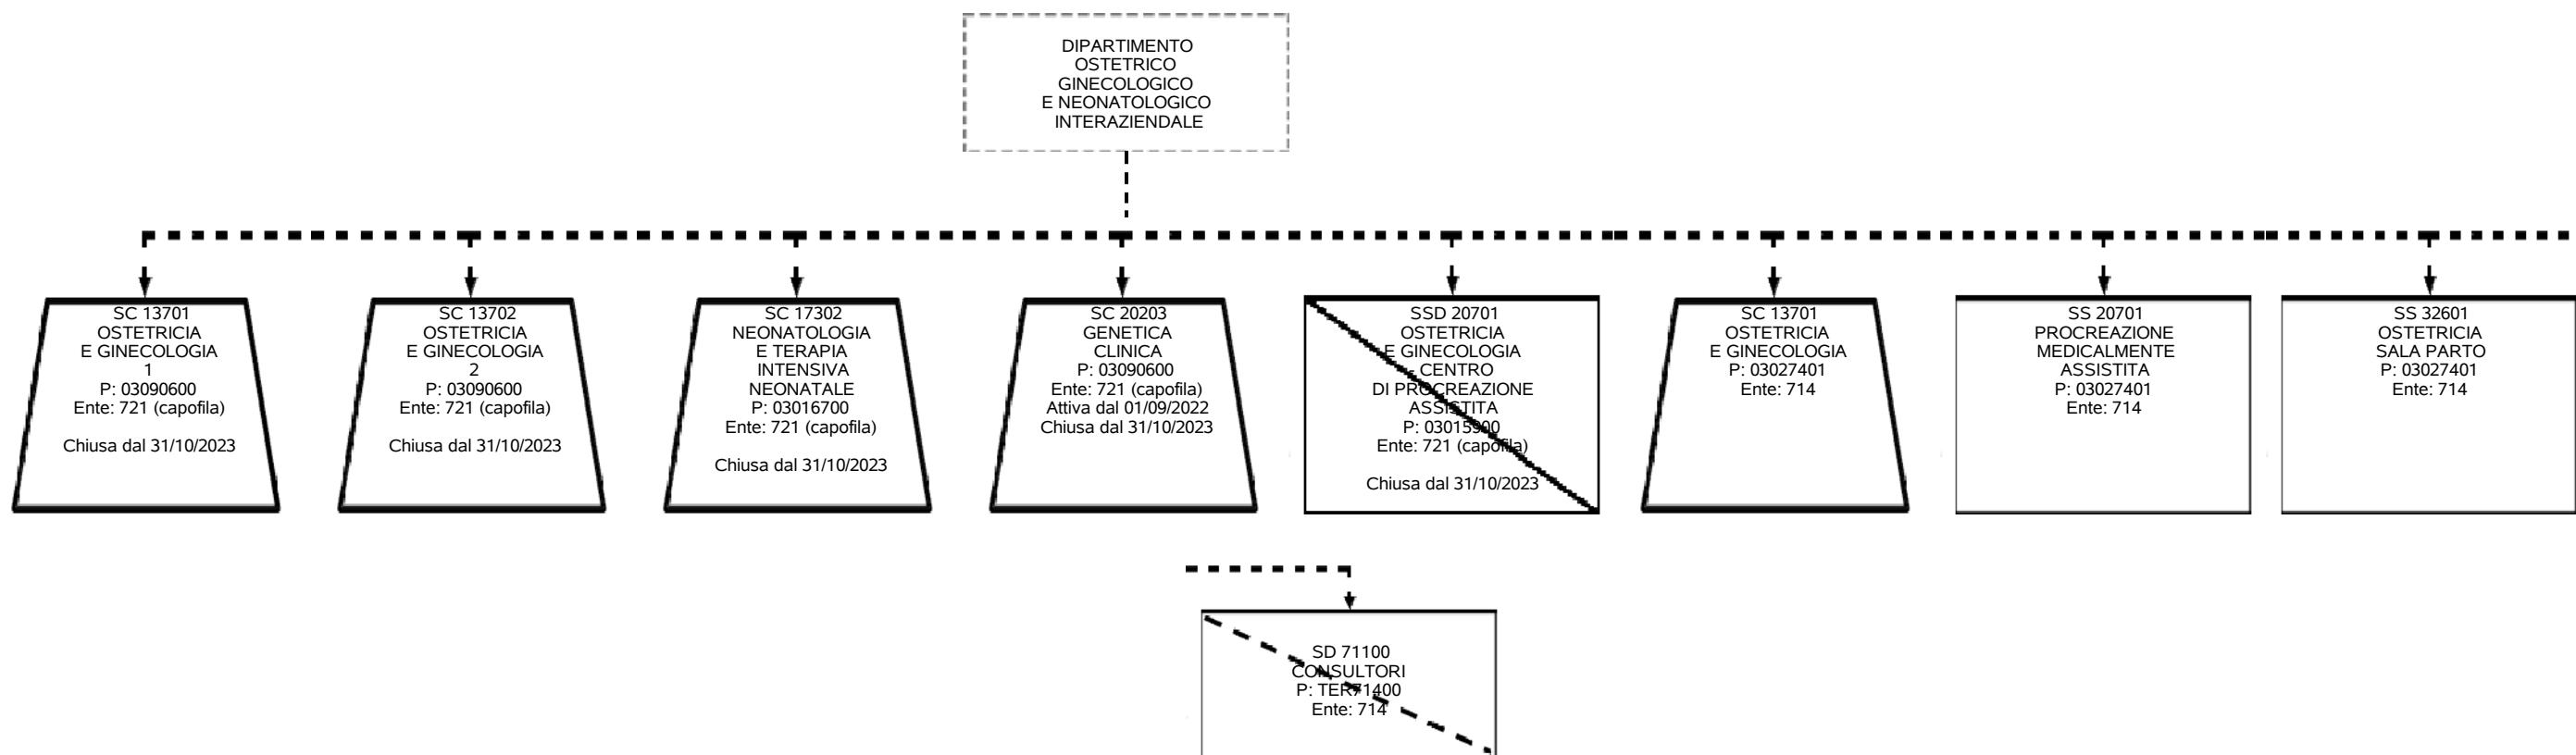 DIPARTIMENTO
OSTETRICO
GINECOLOGICO
E NEONATOLOGICO
INTERAZIENDALE
SC 13701
OSTETRICIA
E GINECOLOGIA
1
P: 03090600
Ente: 721 (capofila)
Chiusa dal 31/10/2023
SC 13702
OSTETRICIA
E GINECOLOGIA
2
P: 03090600
Ente: 721 (capofila)
Chiusa dal 31/10/2023
SC 17302
NEONATOLOGIA
E TERAPIA
INTENSIVA
NEONATALE
P: 03016700
Ente: 721 (capofila)
Chiusa dal 31/10/2023
SC 20203
GENETICA
CLINICA
P: 03090600
Ente: 721 (capofila)
Attiva dal 01/09/2022
Chiusa dal 31/10/2023
SSD 20701
OSTETRICIA
E GINECOLOGIA
- CENTRO
DI PROCREAZIONE
ASSISTITA
P: 03015900
Ente: 721 (capofila)
Chiusa dal 31/10/2023
SC 13701
OSTETRICIA
E GINECOLOGIA
P: 03027401
Ente: 714
SS 20701
PROCREAZIONE
MEDICALMENTE
ASSISTITA
P: 03027401
Ente: 714
SS 32601
OSTETRICIA
SALA PARTO
P: 03027401
Ente: 714
SD 71100
CONSULTORI
P: TER71400
Ente: 714